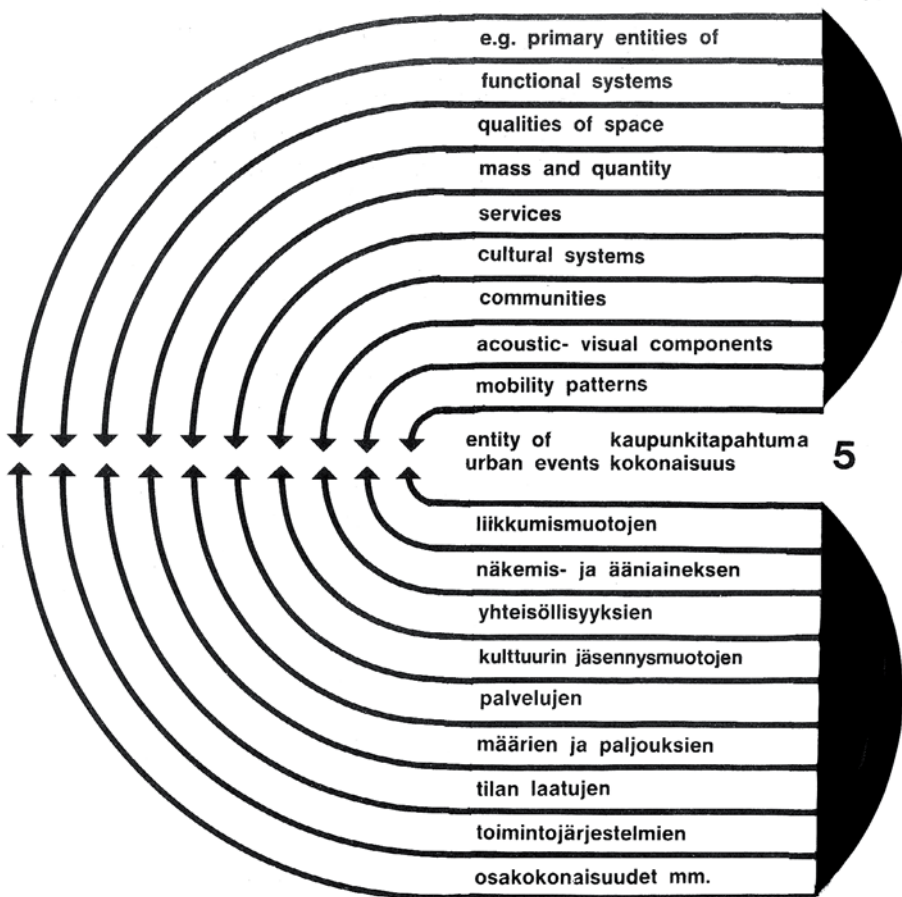 e.g. primary entities of
functional systems
qualities of space
mass and quantity
services
cultural systems
communities
acoustic- visual components
mobility patterns
entity of kaupunkitapahtuma
urban events kokonaisuus 5
liikkumismuotojen
näkemis- ja ääniaineksen
yhteisöllisyyksien
kulttuurin jäsennysmuotojen
palvelujen
määrien ja paljouksien
tilan laatujen
toimintojärjestelmien
osakokonaisuudet mm.